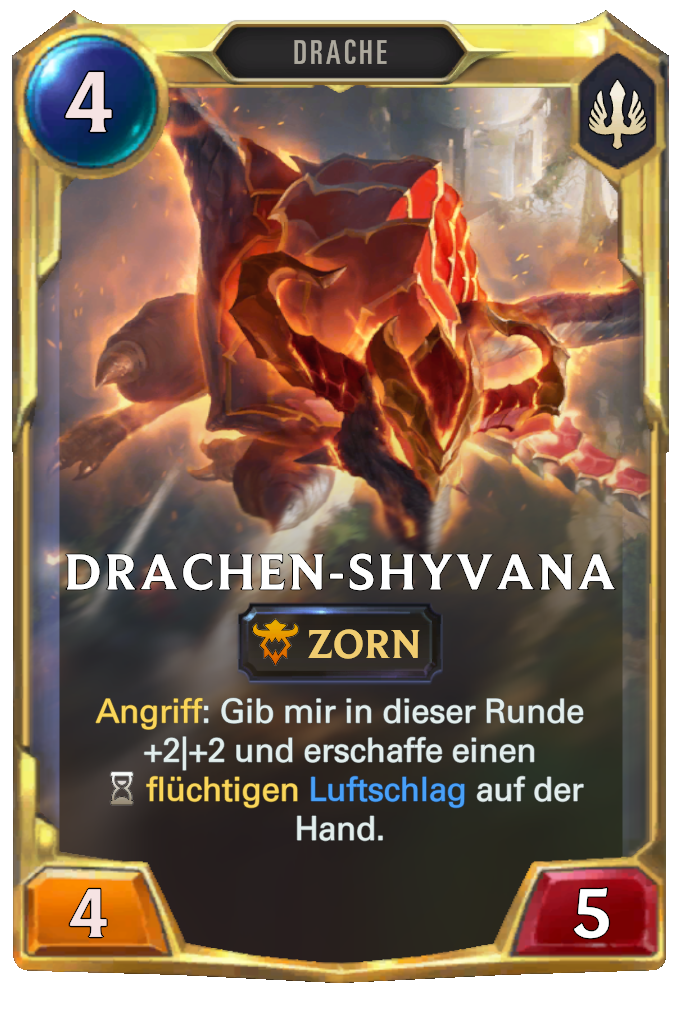 DRACHE
4
DRACHEN-SHYVANA
ZORN
Angriff: Gib mir in dieser Runde
+2|+2 und erschaffe einen
flüchtigen Luftschlag auf der
Hand.
4
5